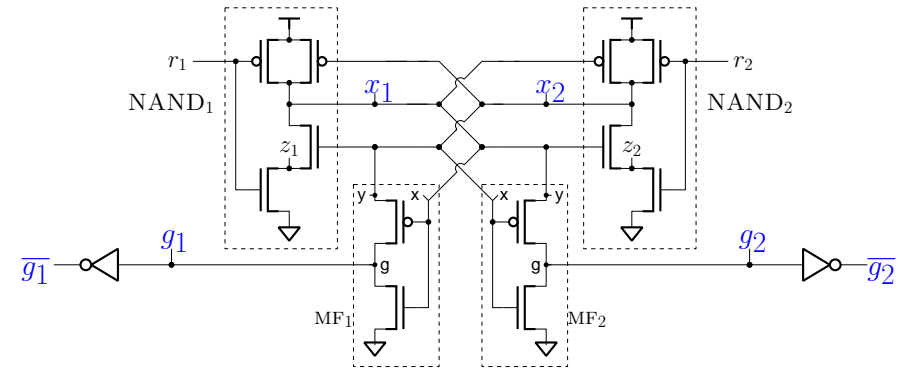 r₁ x₁ x₂ r₂
NAND₁ NAND₂
z₁ z₂
y x x y
g₁ g₂
g₁̅ g g g₂̅
MF₁ MF₂